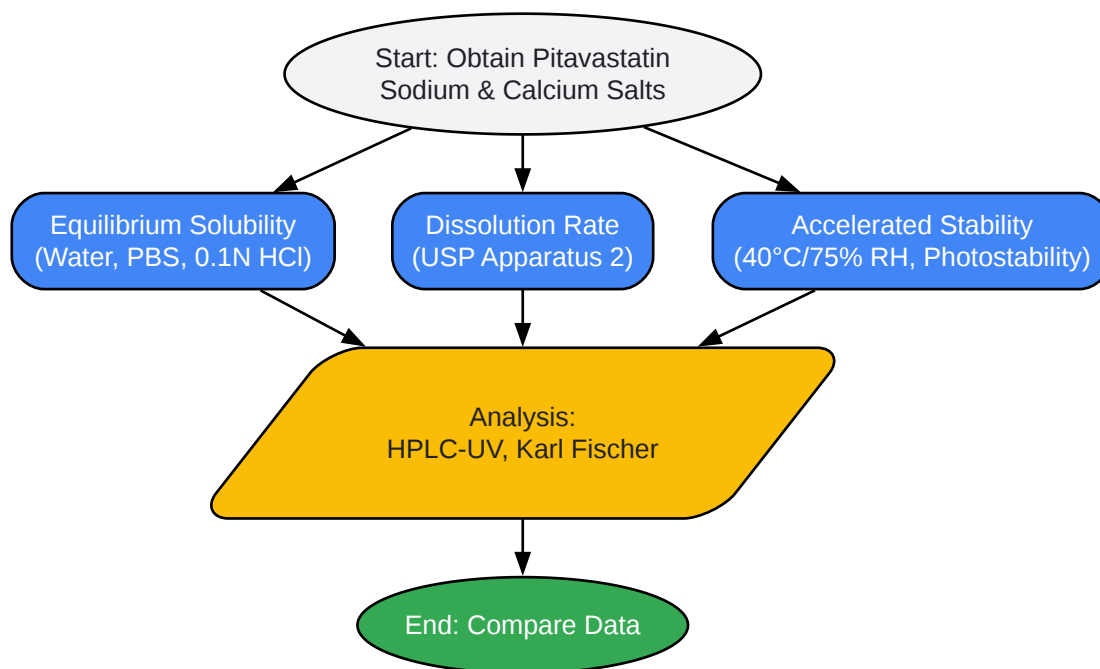 Start: Obtain Pitavastatin
Sodium & Calcium Salts
Equilibrium Solubility
(Water, PBS, 0.1N HCl)
Dissolution Rate
(USP Apparatus 2)
Accelerated Stability
(40°C/75% RH, Photostability)
Analysis:
HPLC-UV, Karl Fischer
End: Compare Data